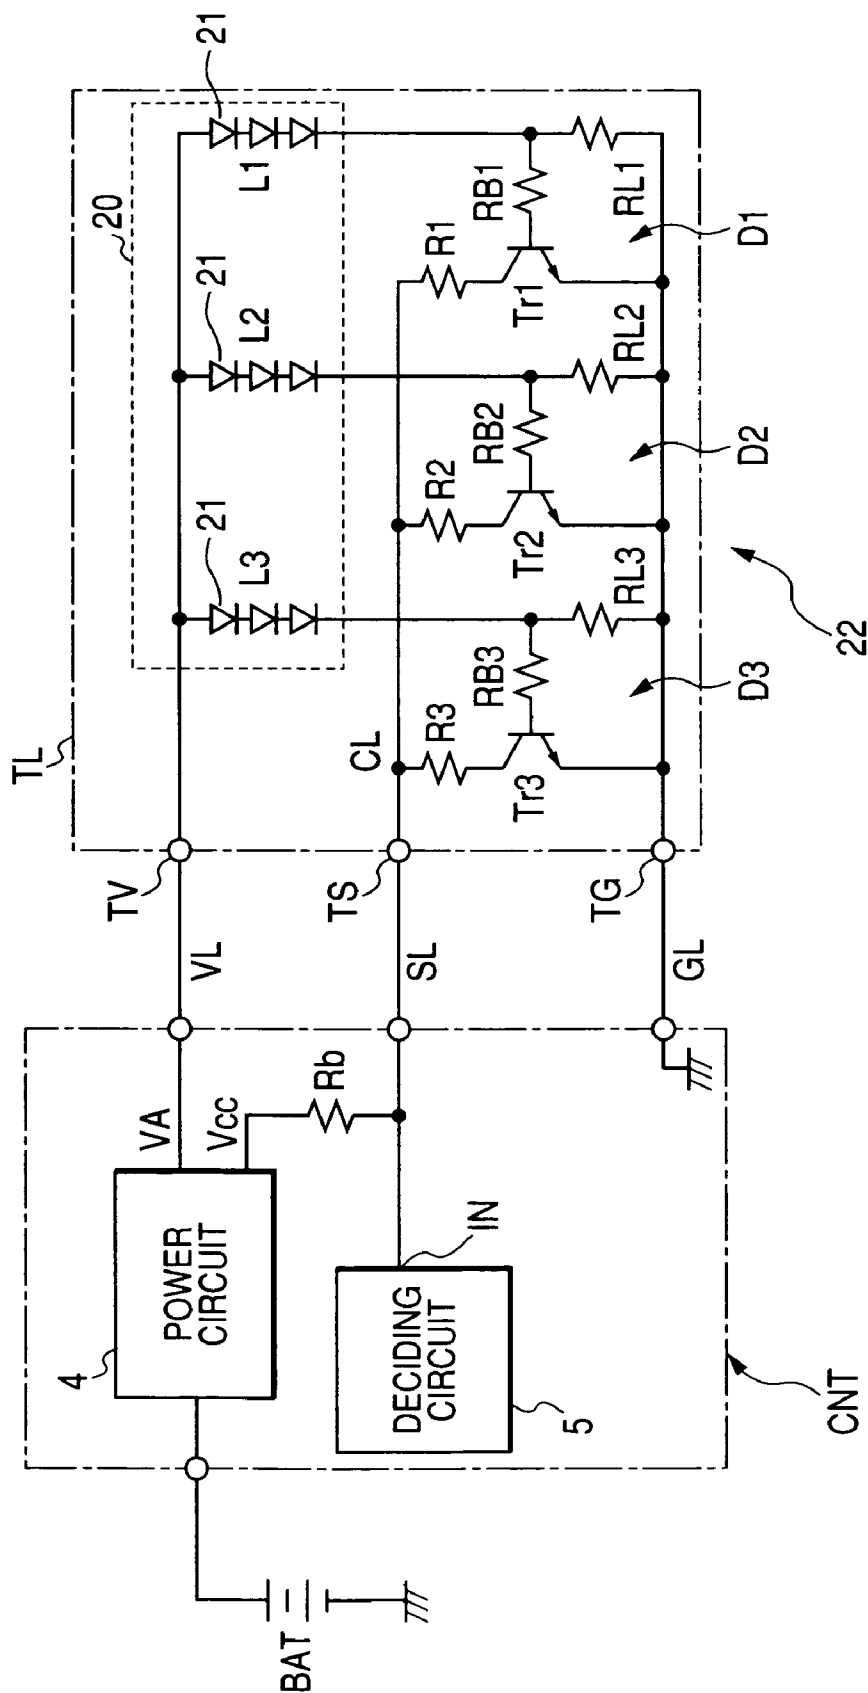 TL
20
21
21
21
L3
L2
L1
BAT
4
POWER
CIRCUIT
VA
Vcc
VL
TV
Rb
DECIDING
CIRCUIT
5
IN
SL
TS
CL
R3
R2
R1
RB3
RB2
RB1
Tr3
Tr2
Tr1
RL3
RL2
RL1
GL
TG
CNT
D3
D2
D1
22